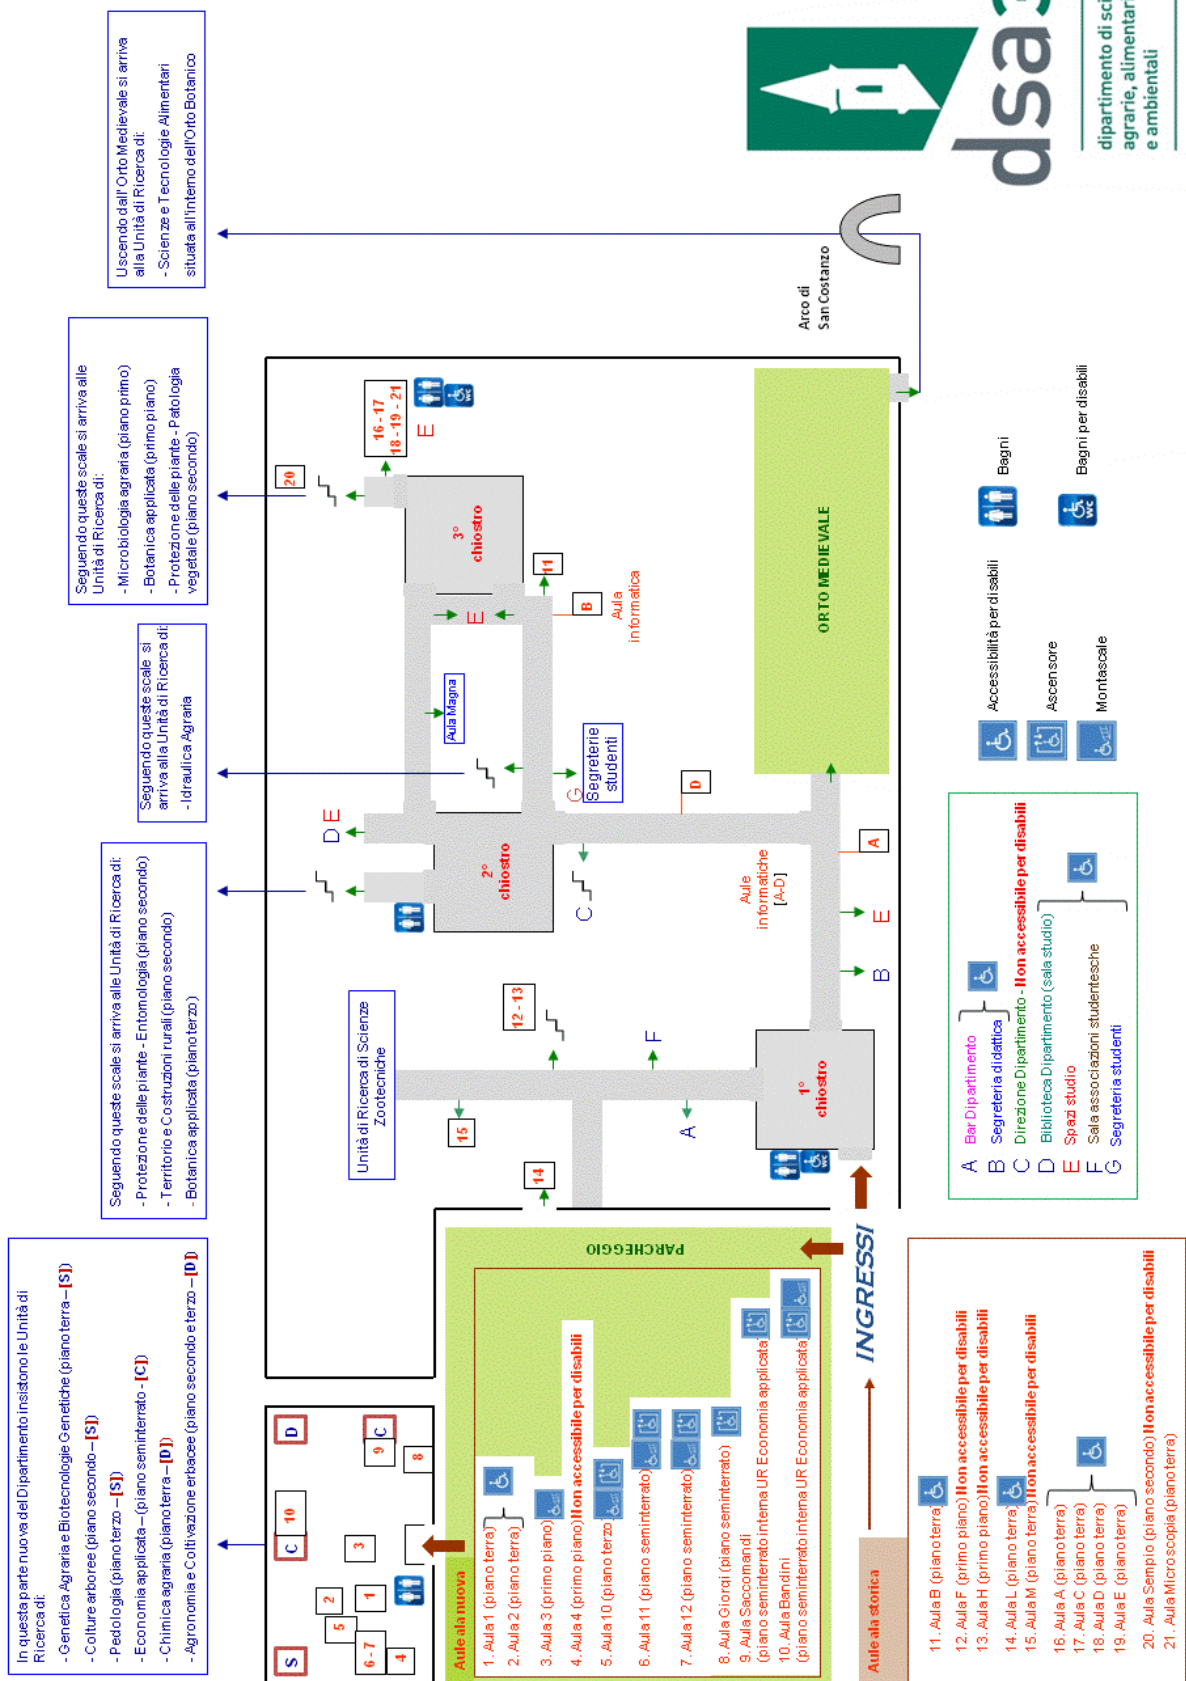 In questa parte nuova del Dipartimento Insistono le Unità di
Ricerca di:
- Genetica Agraria e Biotecnologie Genetiche (piano terra – [S])
- Colture arboree (piano secondo – [S])
- Pedologia (piano terzo – [S])
- Economia applicata – (piano seminterrato - [C])
- Chimica agraria (piano terra – [D])
- Agronomia e Coltivazione erbacee (piano secondo e terzo – [D])
Seguendo queste scale si arriva alle Unità di Ricerca di:
- Protezione delle piante - Entomologia (piano secondo)
- Territorio e Costruzioni rurali (piano secondo)
- Botanica applicata (piano terzo)
Seguendo queste scale si
arriva alla Unità di Ricerca di:
- Idraulica Agraria
Seguendo queste scale si arriva alle
Unità di Ricerca di:
- Microbiologia agraria (piano primo)
- Botanica applicata (primo piano)
- Protezione delle piante - Patologia
vegetale (piano secondo)
Uscendo dall' Orto Medievale si arriva
alla Unità di Ricerca di:
- Scienze e Tecnologie Alimentari
situata all'interno dell'Orto Botanico
S
C
10
D
C
9
8
3
2
5
1
6 - 7
4
Unità di Ricerca di Scienze
Zootecniche
15
14
12 - 13
A
F
1°
chiostro
2°
chiostro
3°
chiostro
D E
C
G
Segreterie
studenti
Aula Magna
E
20
16 - 17
18 - 19 - 21
E
11
B
Aula
informatica
D
Aule
informatiche
[A-D]
A
B
E
ORTO MEDIEVALE
Arco di
San Costanzo
PARCHEGGIO
INGRESSI
Aule ala nuova
1. Aula 1 (piano terra)
2. Aula 2 (piano terra)
3. Aula 3 (primo piano)
4. Aula 4 (primo piano) Non accessibile per disabili
5. Aula 10 (piano terzo)
6. Aula 11 (piano seminterrato)
7. Aula 12 (piano seminterrato)
8. Aula Giorgi (piano seminterrato)
9. Aula Saccomandi
(piano seminterrato interna UR Economia applicata)
10. Aula Bandini
(piano seminterrato interna UR Economia applicata)
Aule ala storica
11. Aula B (piano terra)
12. Aula F (primo piano) Non accessibile per disabili
13. Aula H (primo piano) Non accessibile per disabili
14. Aula L (piano terra)
15. Aula M (piano terra) Non accessibile per disabili
16. Aula A (piano terra)
17. Aula C (piano terra)
18. Aula D (piano terra)
19. Aula E (piano terra)
20. Aula Sempio (piano secondo) Non accessibile per disabili
21. Aula Microscopia (piano terra)
A Bar Dipartimento
B Segreteria didattica
C Direzione Dipartimento - Non accessibile per disabili
D Biblioteca Dipartimento (sala studio)
E Spazi studio
F Sala associazioni studentesche
G Segreteria studenti
Accessibilità per disabili
Ascensore
Montascale
Bagni
Bagni per disabili
dsa3
dipartimento di sci
agrarie, alimentari
e ambientali